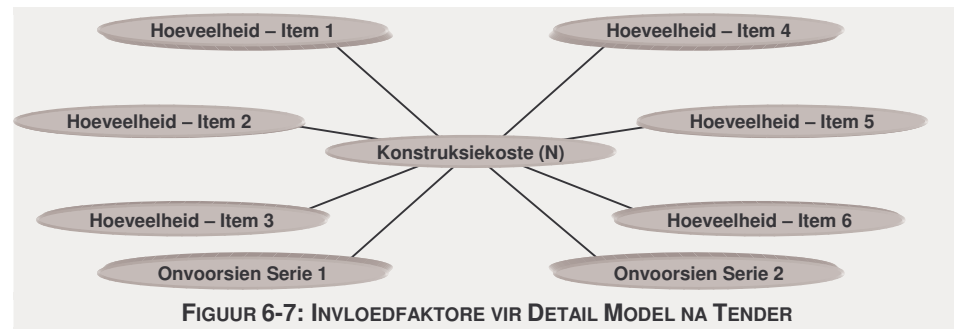 Hoeveelheid – Item 1
Hoeveelheid – Item 4
Hoeveelheid – Item 2
Hoeveelheid – Item 5
Konstruksiekoste (N)
Hoeveelheid – Item 3
Hoeveelheid – Item 6
Onvoorsien Serie 1
Onvoorsien Serie 2
FIGUUR 6-7: INVLOEDFAKTORE VIR DETAIL MODEL NA TENDER